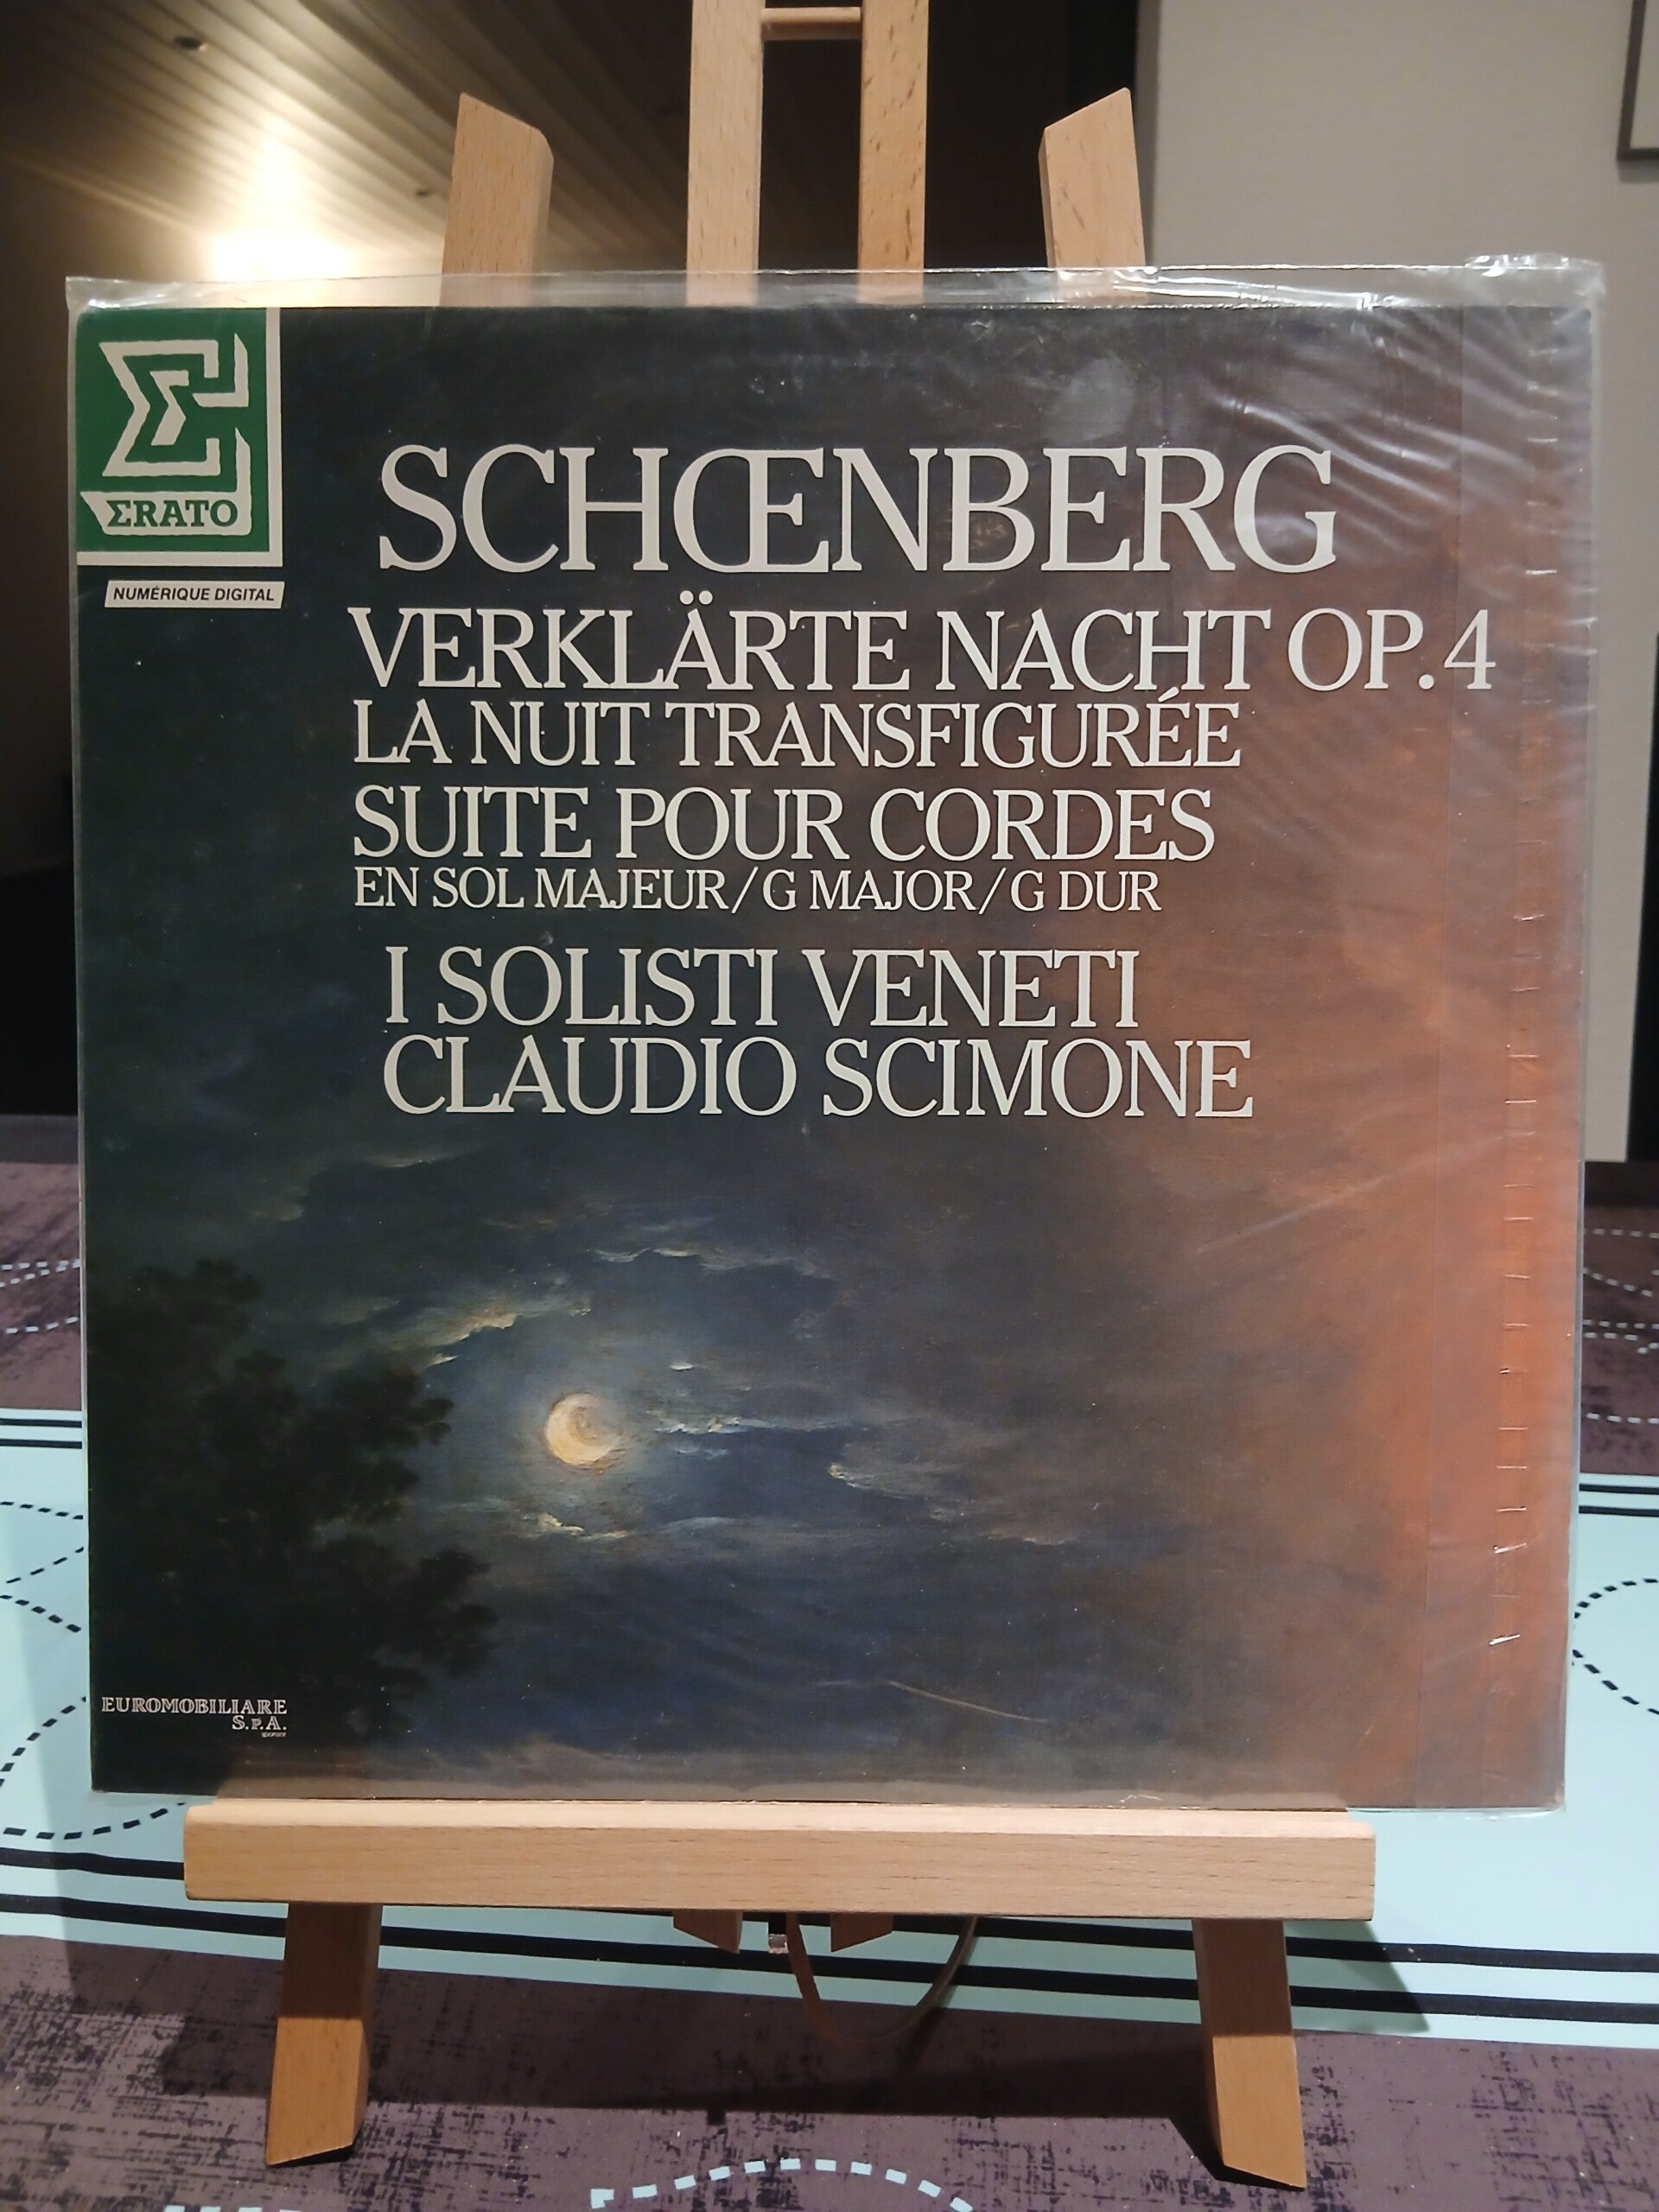 ΣRATO
NUMÉRIQUE DIGITAL
SCHŒNBERG
VERKLÄRTE NACHT OP.4
LA NUIT TRANSFIGURÉE
SUITE POUR CORDES
EN SOL MAJEUR/G MAJOR/G DUR
I SOLISTI VENETI
CLAUDIO SCIMONE
EUROMOBILIARE
S.P.A.
sponsor